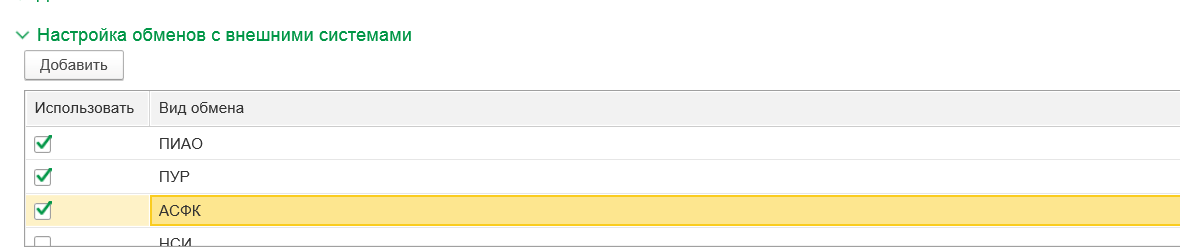 Настройка обменов с внешними системами
Добавить
Использовать Вид обмена
ПИАО
ПУР
АСФК
НСИ